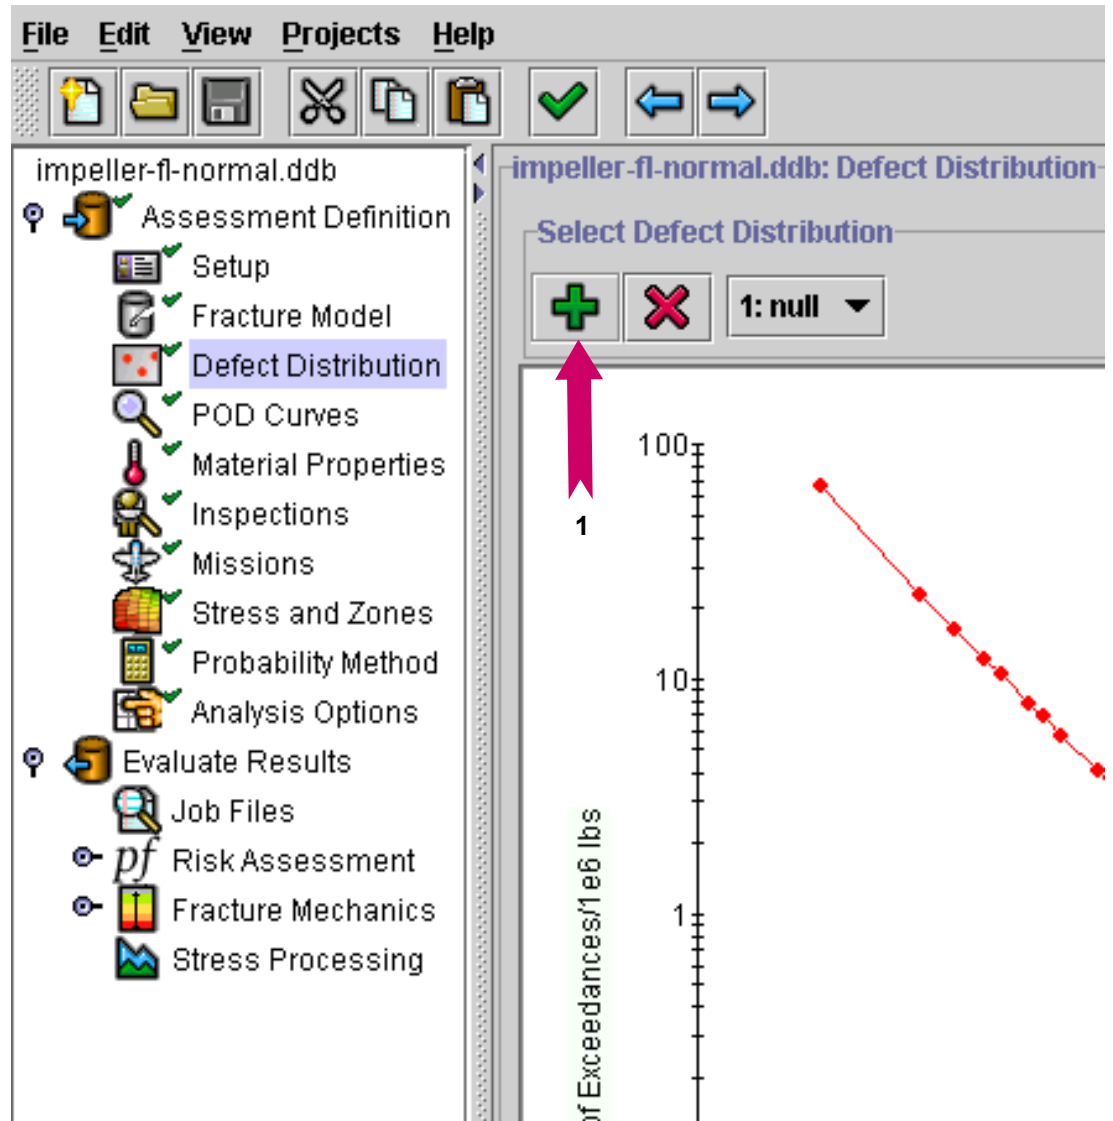 File Edit View Projects Help
impeller-fl-normal.ddb
Assessment Definition
Setup
Fracture Model
Defect Distribution
POD Curves
Material Properties
Inspections
Missions
Stress and Zones
Probability Method
Analysis Options
Evaluate Results
Job Files
pf Risk Assessment
Fracture Mechanics
Stress Processing
impeller-fl-normal.ddb: Defect Distribution
Select Defect Distribution
1: null
1
100
10
1
of Exceedances/1e6 lbs